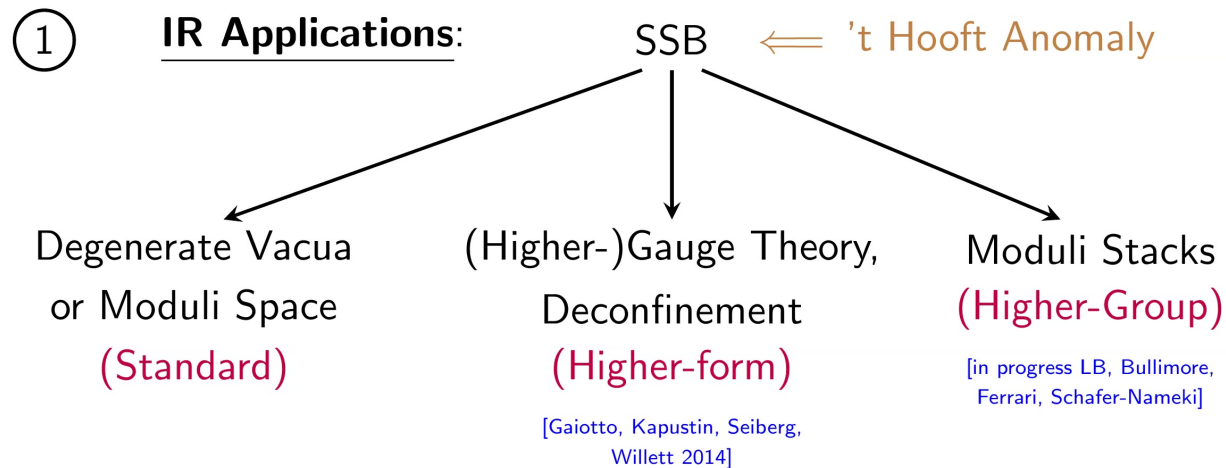 1 IR Applications: SSB ⟸ 't Hooft Anomaly
Degenerate Vacua
or Moduli Space
(Standard)
(Higher-)Gauge Theory,
Deconfinement
(Higher-form)
[Gaiotto, Kapustin, Seiberg,
Willett 2014]
Moduli Stacks
(Higher-Group)
[in progress LB, Bullimore,
Ferrari, Schafer-Nameki]